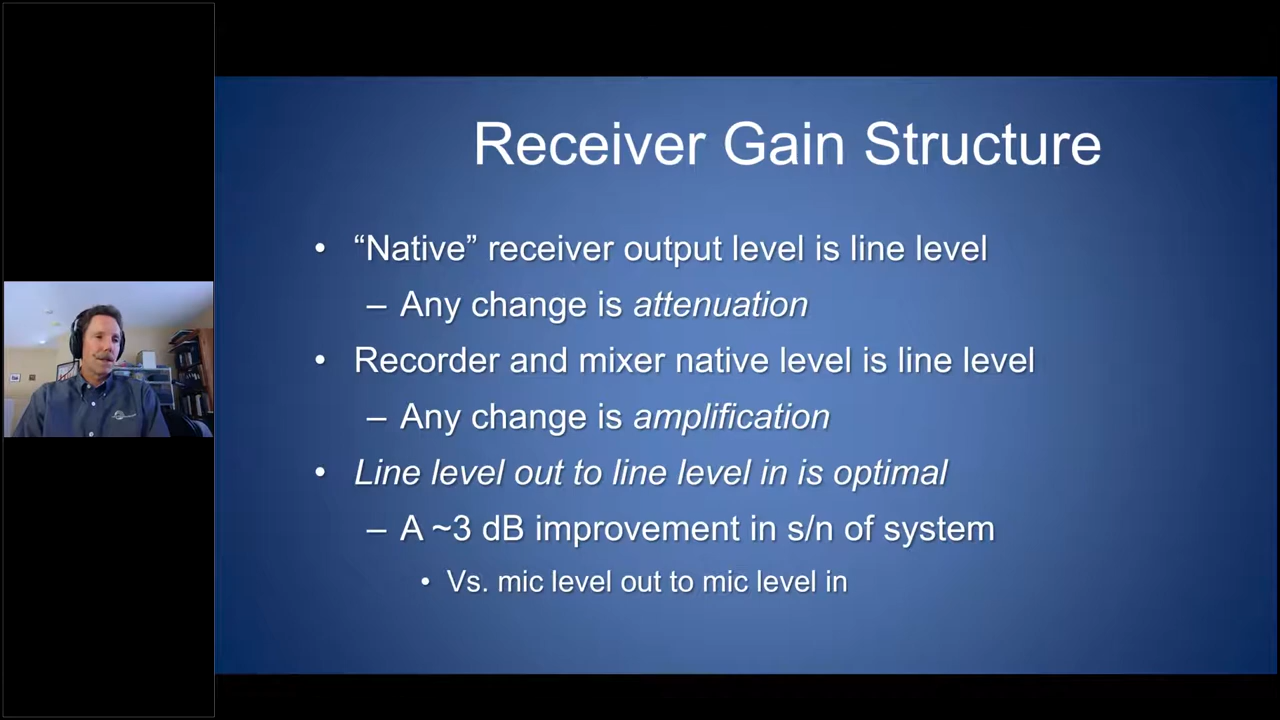 Receiver Gain Structure
• “Native” receiver output level is line level
– Any change is attenuation
• Recorder and mixer native level is line level
– Any change is amplification
• Line level out to line level in is optimal
– A ~3 dB improvement in s/n of system
• Vs. mic level out to mic level in